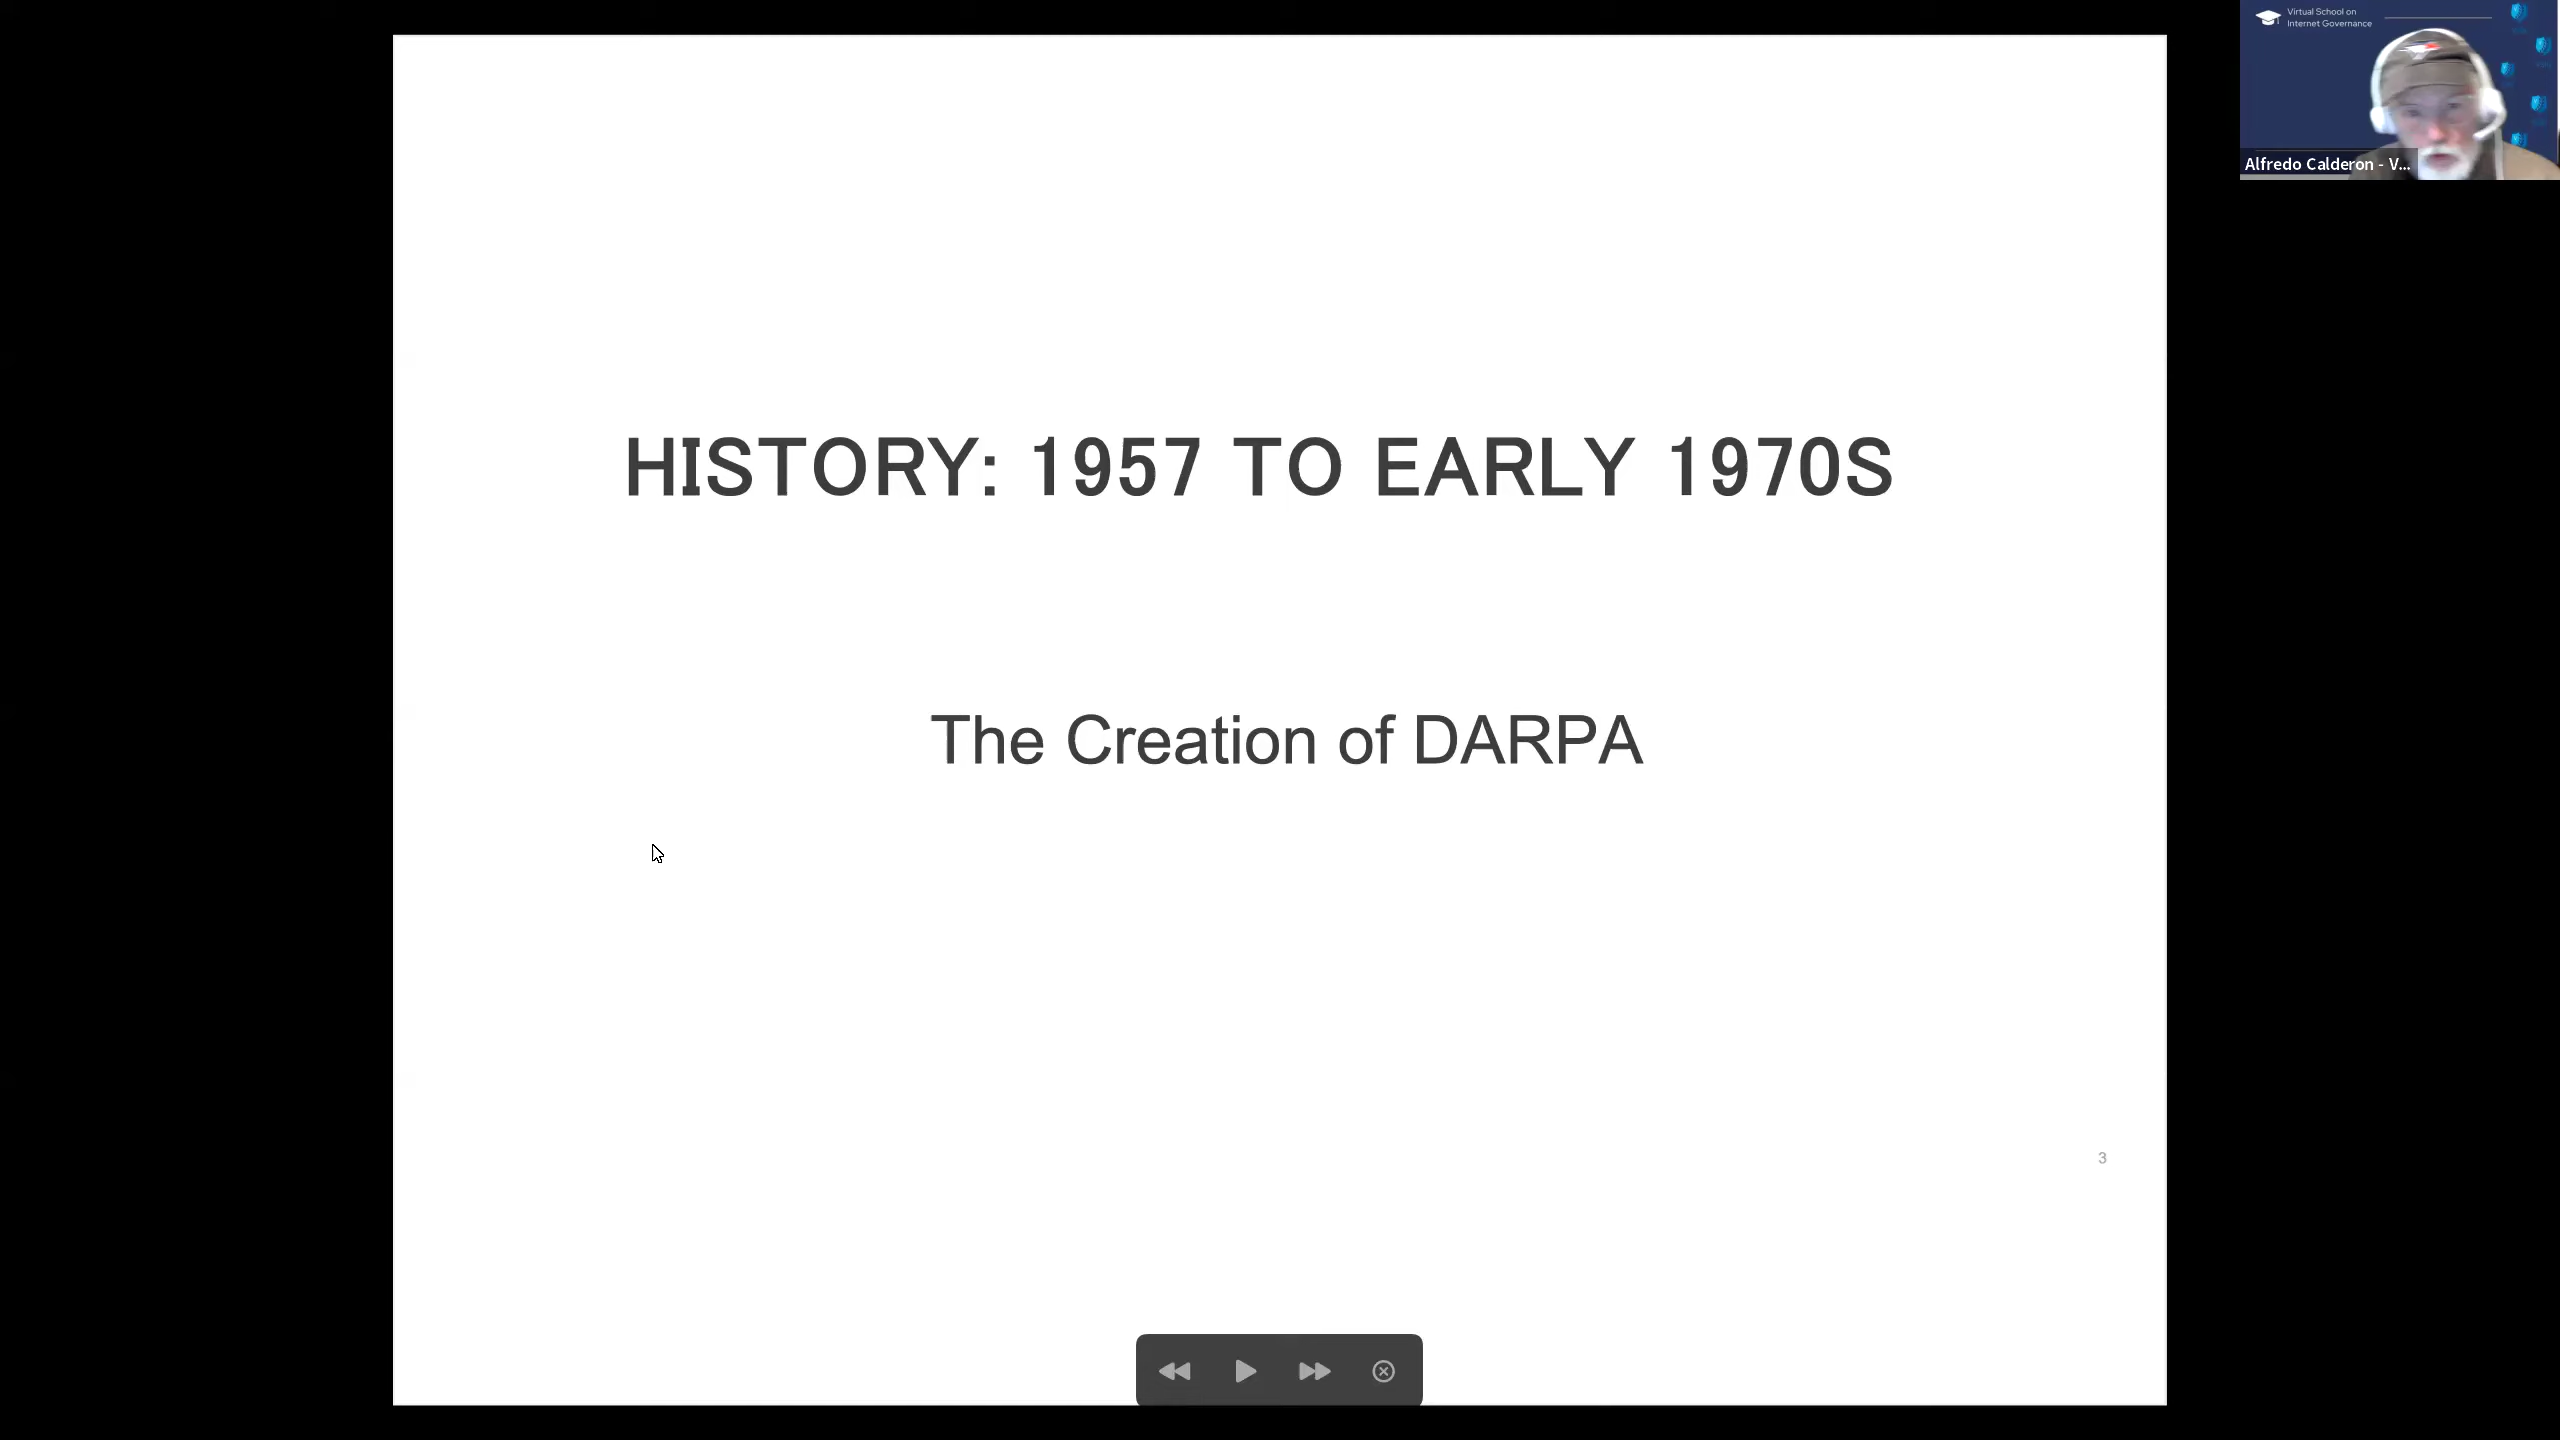 Virtual School on
Internet Governance
Alfredo Calderon - V...
HISTORY: 1957 TO EARLY 1970S
The Creation of DARPA
3